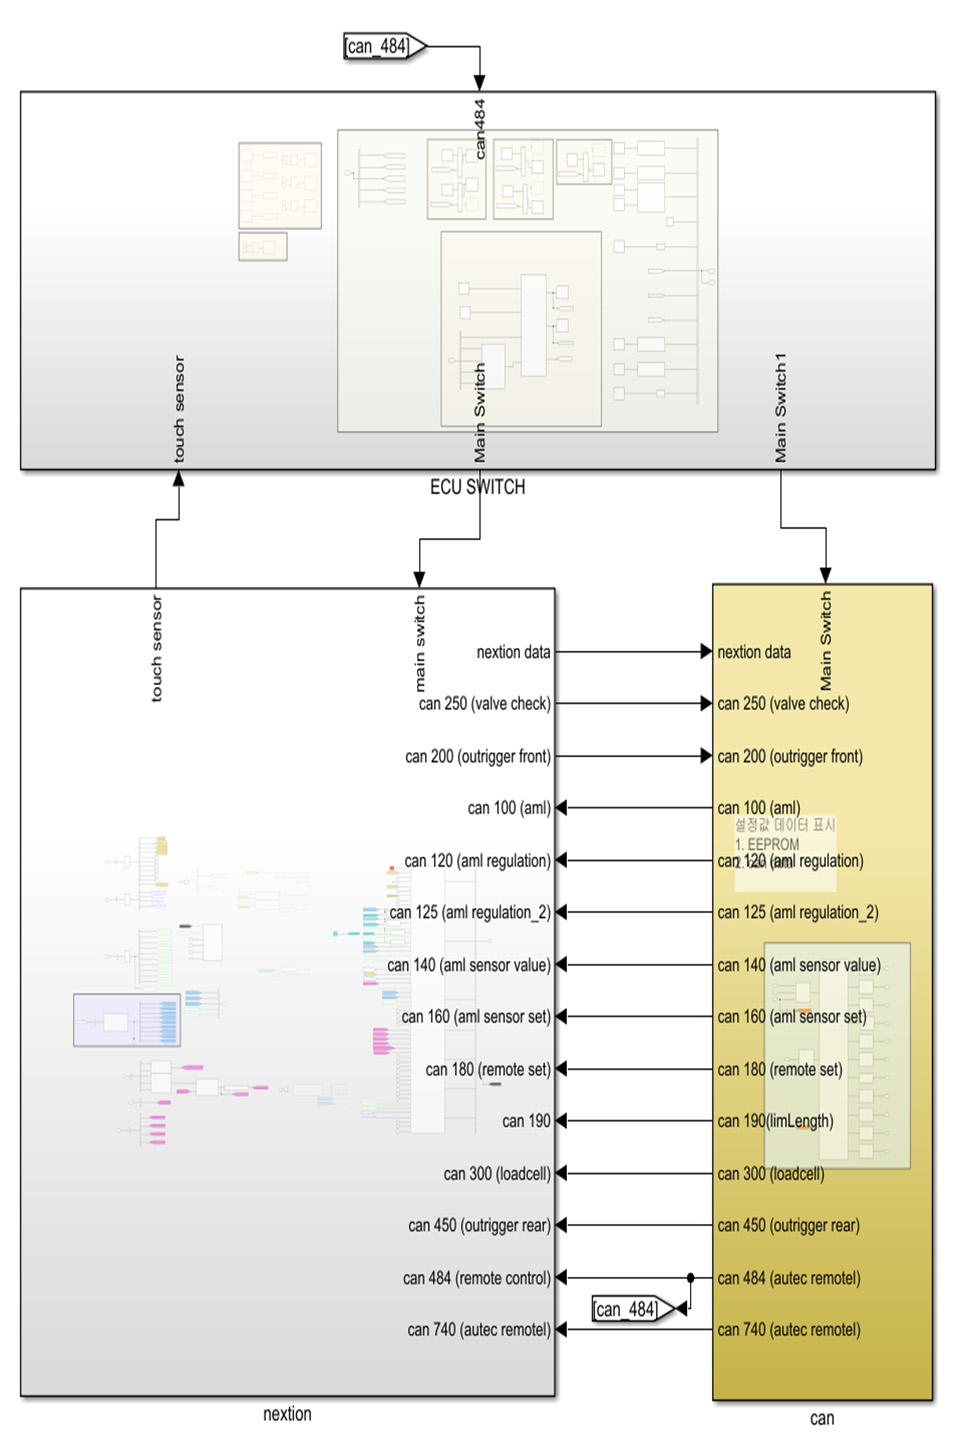 [can_484]
can484
touch sensor
Main Switch
Main Switch1
ECU SWITCH
touch sensor
main switch
Main Switch
nextion data
nextion data
can 250 (valve check)
can 250 (valve check)
can 200 (outrigger front)
can 200 (outrigger front)
can 100 (aml)
can 100 (aml)
설정값 데이터 표시
1. EEPROM
can 120 (aml regulation)
can 120 (aml regulation)
can 125 (aml regulation_2)
can 125 (aml regulation_2)
can 140 (aml sensor value)
can 140 (aml sensor value)
can 160 (aml sensor set)
can 160 (aml sensor set)
can 180 (remote set)
can 180 (remote set)
can 190
can 190(limLength)
can 300 (loadcell)
can 300 (loadcell)
can 450 (outrigger rear)
can 450 (outrigger rear)
can 484 (remote control)
can 484 (autec remotel)
[can_484]
can 740 (autec remotel)
can 740 (autec remotel)
nextion
can